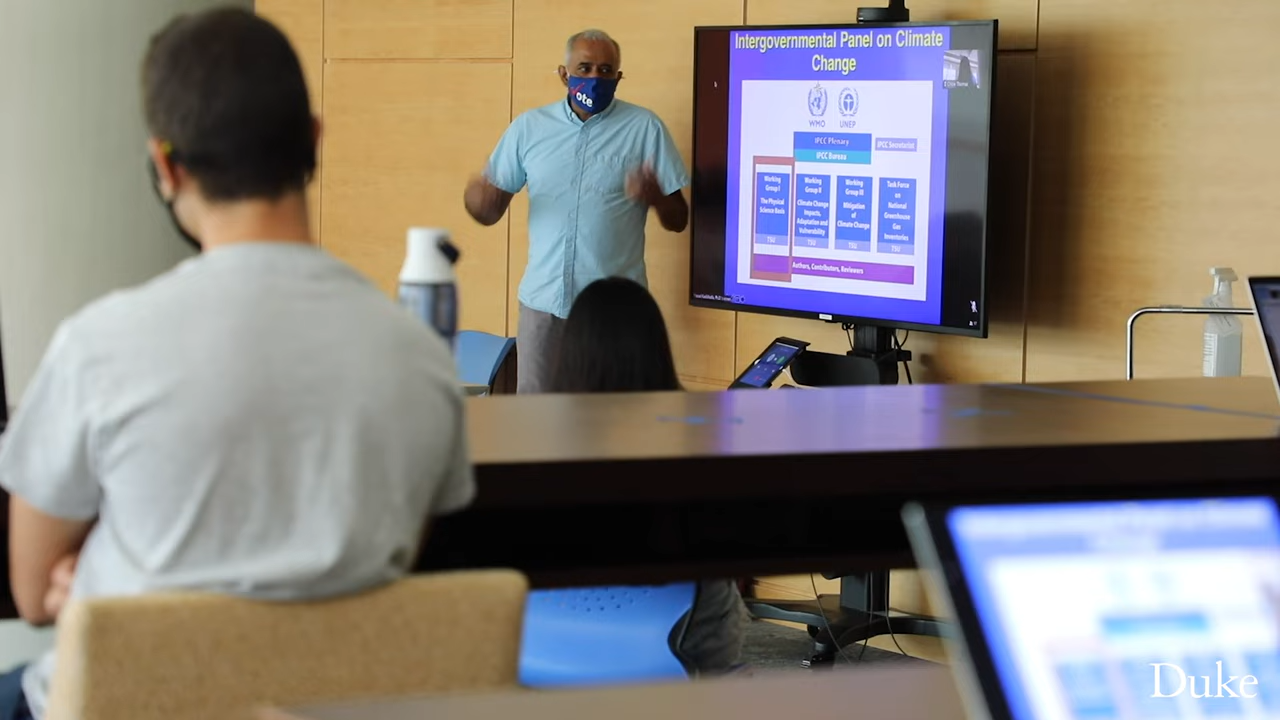 Intergovernmental Panel on Climate
Change
WMO
UNEP
IPCC Plenary
IPCC Secretariat
IPCC Bureau
Working
Group I
The Physical
Science Basis
TSU
Working
Group II
Climate Change
Impacts,
Adaptation and
Vulnerability
TSU
Working
Group III
Mitigation
of
Climate Change
TSU
Task Force
on
National
Greenhouse
Gas
Inventories
TSU
Authors, Contributors, Reviewers
ote
Duke